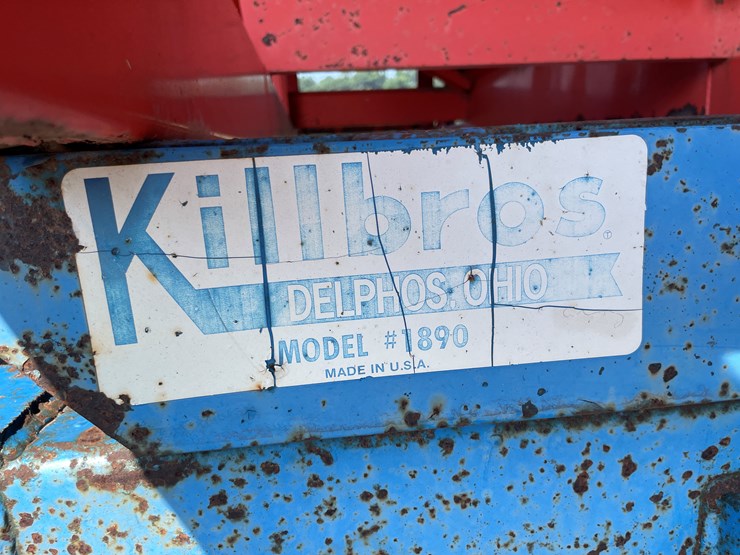 Killbros
DELPHOS, OHIO
MODEL #1890
MADE IN U.S.A.